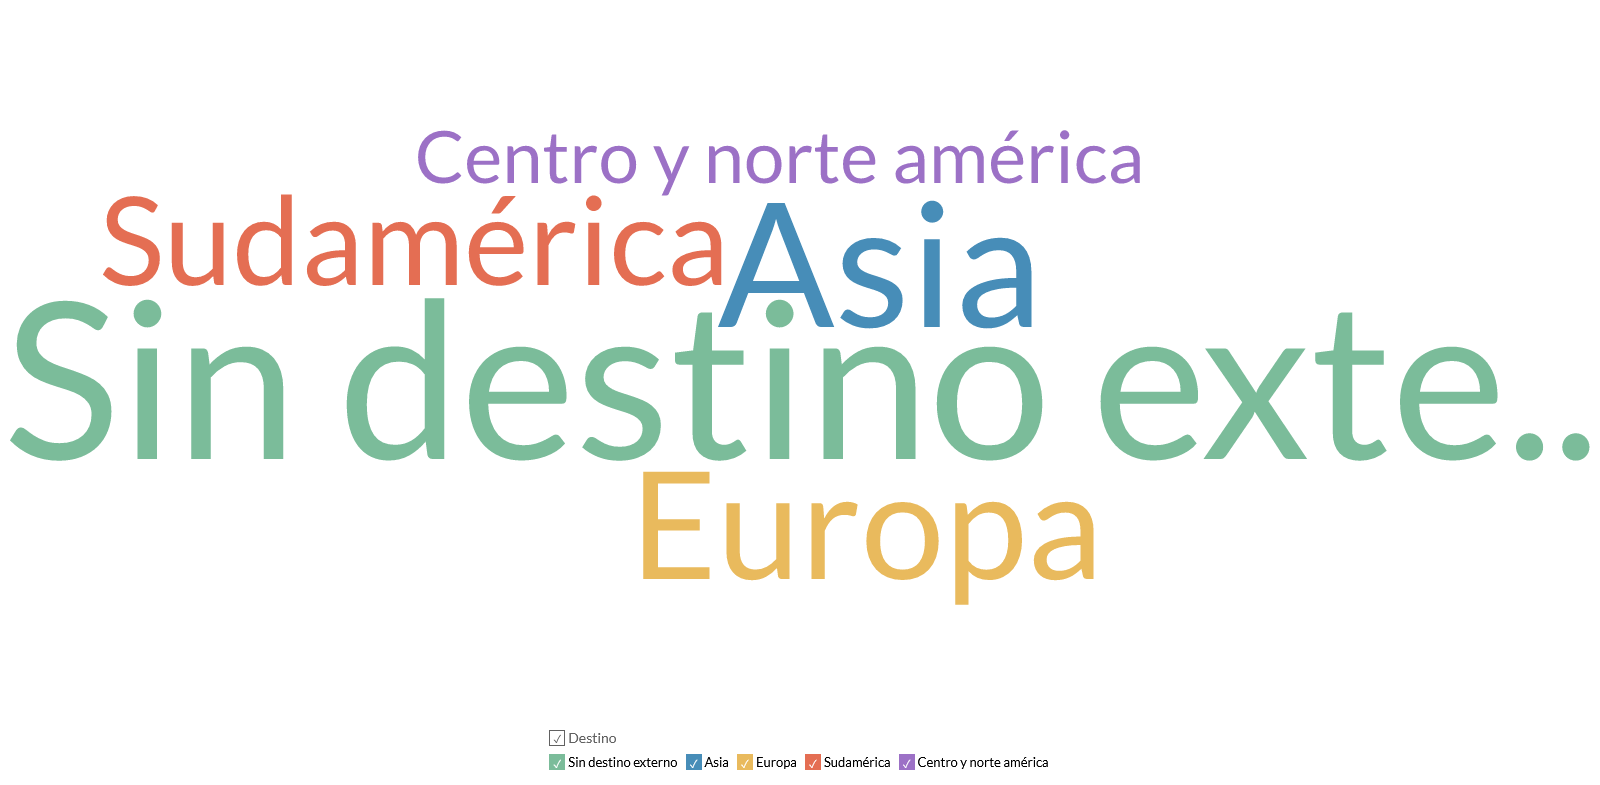 Centro y norte américa
Sudamérica
Asia
Sin destino exte..
Europa
Destino
Sin destino externo Asia Europa Sudamérica Centro y norte américa